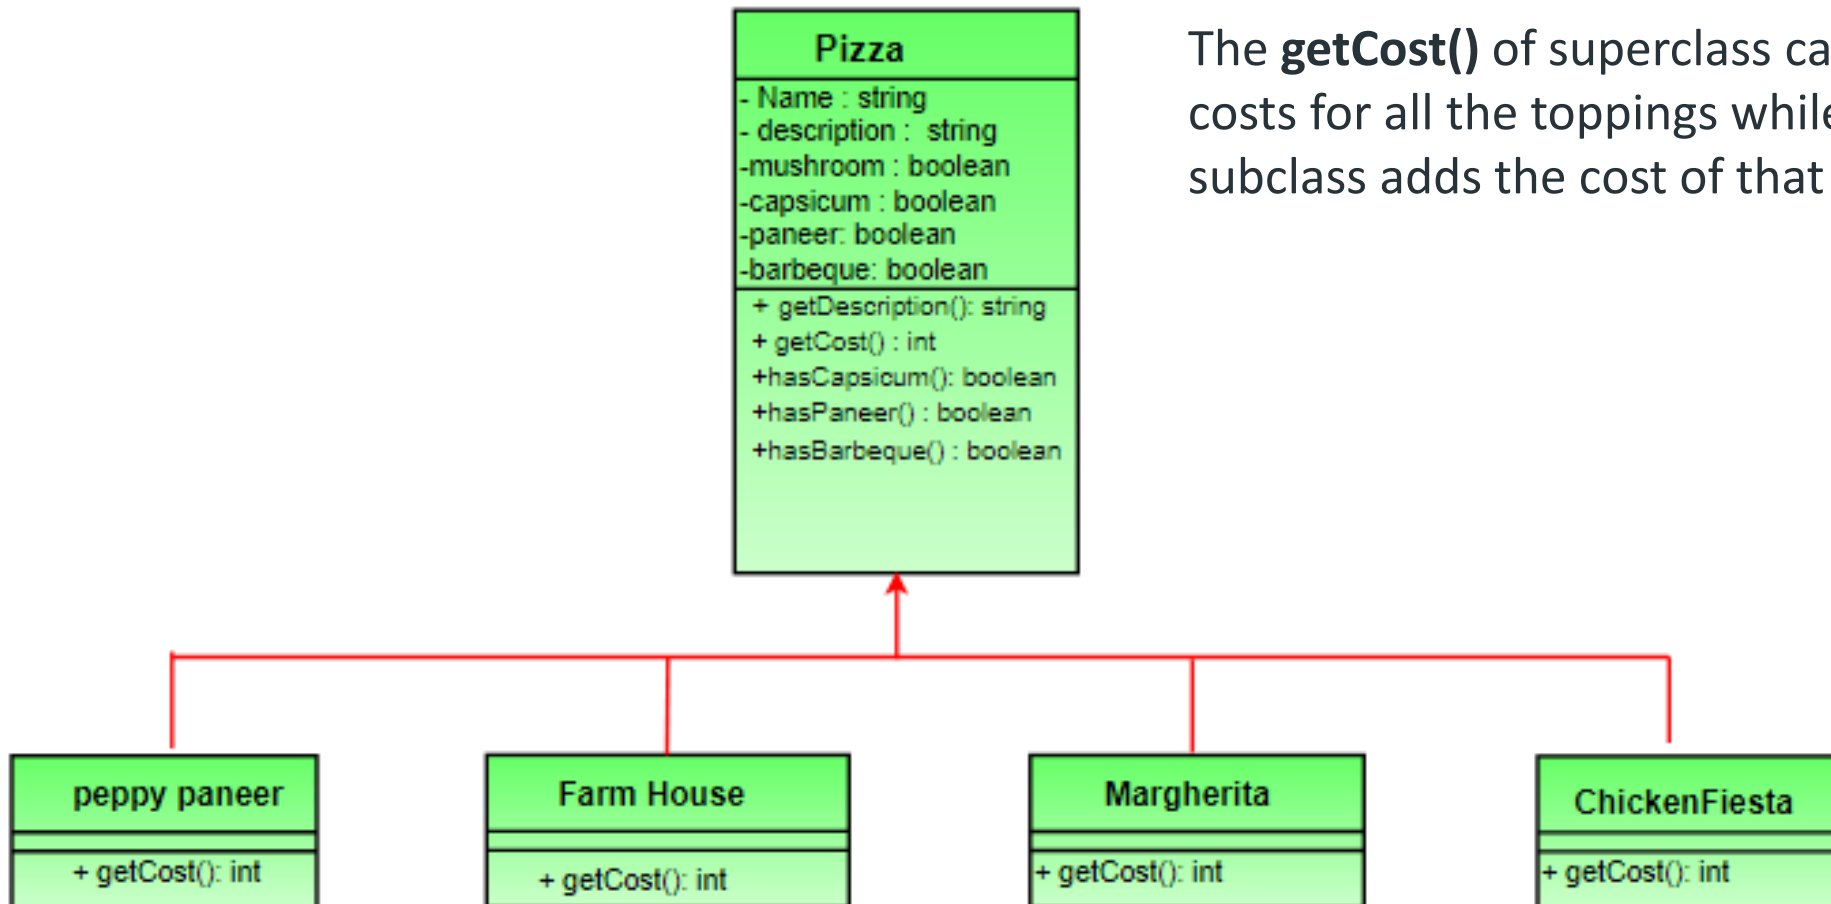 Pizza
- Name : string
- description : string
-mushroom : boolean
-capsicum : boolean
-paneer: boolean
-barbeque: boolean
+ getDescription(): string
+ getCost() : int
+hasCapsicum(): boolean
+hasPaneer() : boolean
+hasBarbeque() : boolean
The getCost() of superclass
costs for all the toppings
subclass adds the cost of that
peppy paneer
+ getCost(): int
Farm House
+ getCost(): int
Margherita
+ getCost(): int
ChickenFiesta
+ getCost(): int